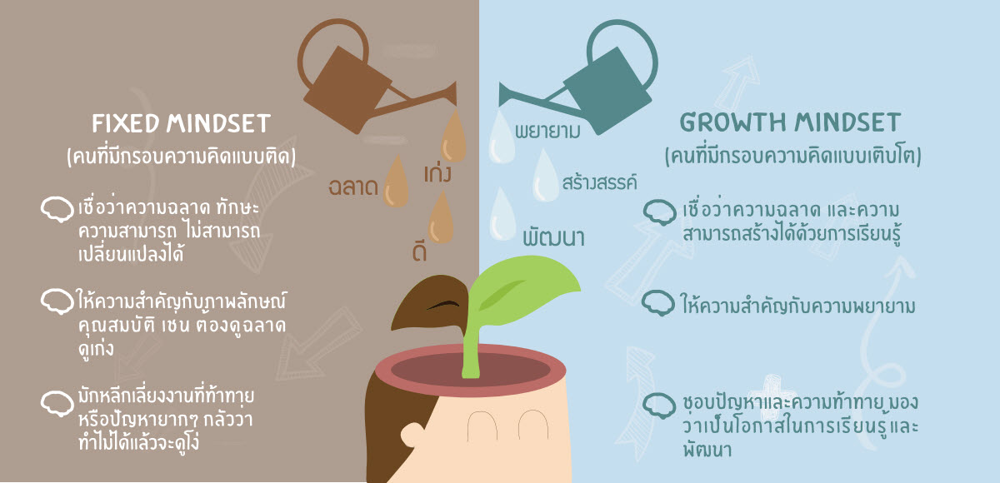 FIXED MINDSET
(คนที่มีกรอบความคิดแบบติด)
เชื่อว่าความฉลาด ทักษะ
ความสามารถ ไม่สามารถ
เปลี่ยนแปลงได้
ให้ความสำคัญกับภาพลักษณ์
คุณสมบัติ เช่น ต้องดูฉลาด
ดูเก่ง
มักหลีกเลี่ยงงานที่ท้าทาย
หรือปัญหายากๆ กลัวว่า
ทำไม่ได้แล้วจะดูโง่
ฉลาด
เก่ง
ดี
พยายาม
สร้างสรรค์
พัฒนา
GROWTH MINDSET
(คนที่มีกรอบความคิดแบบเติบโต)
เชื่อว่าความฉลาด และความ
สามารถสร้างได้ด้วยการเรียนรู้
ให้ความสำคัญกับความพยายาม
ชอบปัญหาและความท้าทาย มอง
ว่าเป็นโอกาสในการเรียนรู้ และ
พัฒนา